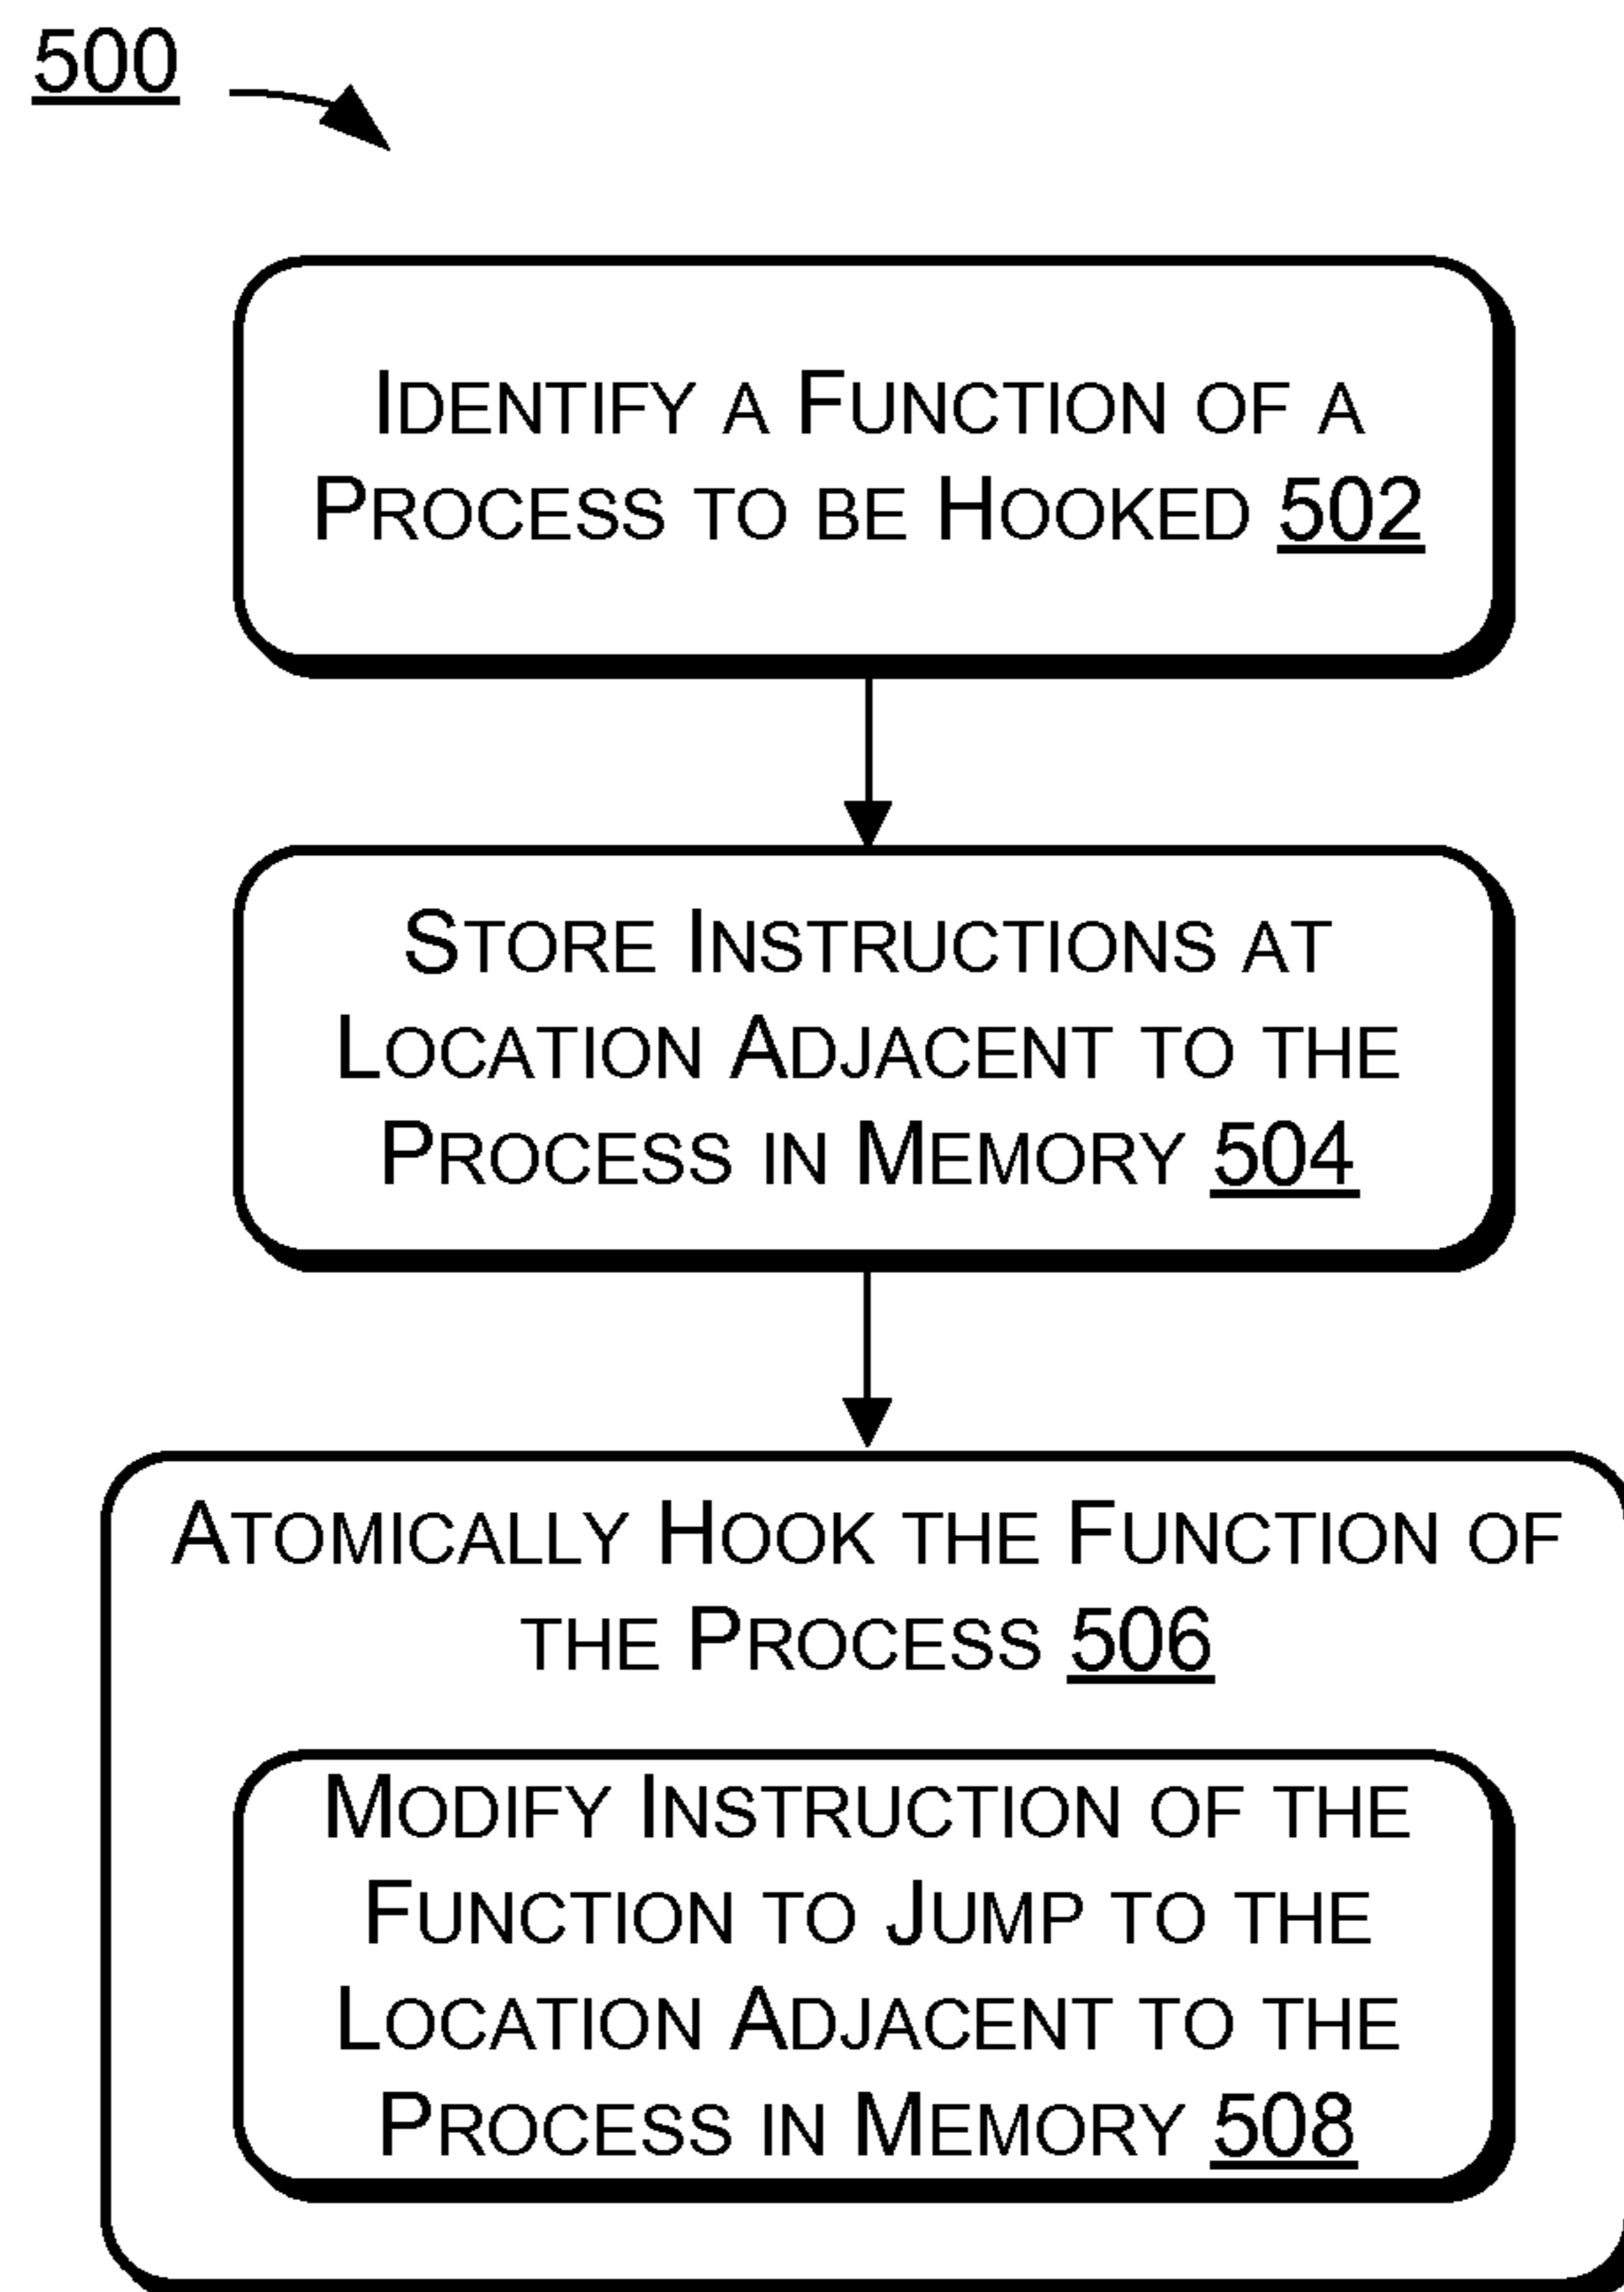 500
Identify a Function of a
Process to be Hooked 502
Store Instructions at
Location Adjacent to the
Process in Memory 504
Atomically Hook the Function of
the Process 506
Modify Instruction of the
Function to Jump to the
Location Adjacent to the
Process in Memory 508